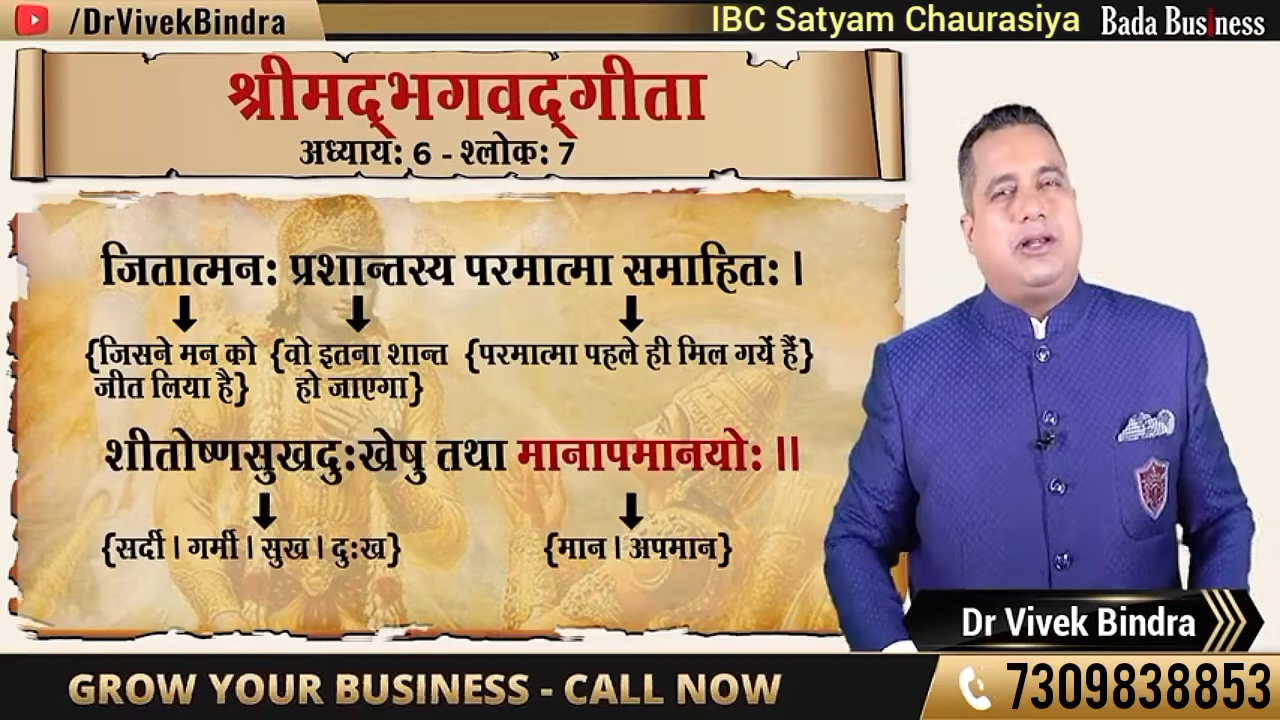 /DrVivekBindra
IBC Satyam Chaurasiya Bada Business
श्रीमद्भगवद्गीता
अध्याय: 6 - श्लोक: 7
जितात्मन: प्रशान्तस्य परमात्मा समाहित: ।
{जिसने मन को जीत लिया है}
{वो इतना शान्त हो जाएगा}
{परमात्मा पहले ही मिल गयें हैं}
शीतोष्णसुखदु:खेषु तथा मानापमानयो: ॥
{सर्दी । गर्मी । सुख । दु:ख}
{मान । अपमान}
Dr Vivek Bindra
GROW YOUR BUSINESS - CALL NOW
7309838853